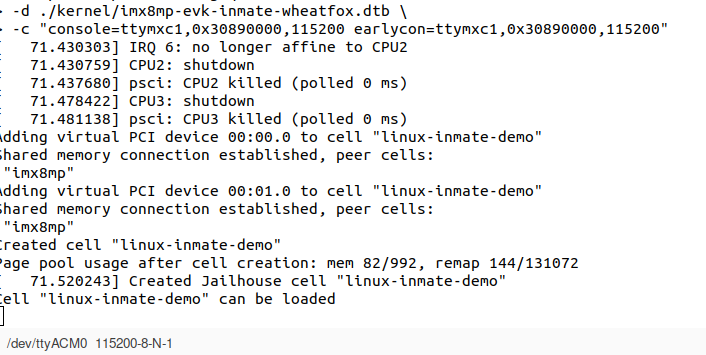 > -d ./kernel/imx8mp-evk-inmate-wheatfox.dtb \
> -c "console=ttymxc1,0x30890000,115200 earlycon=ttymxc1,0x30890000,115200"
[   71.430303] IRQ 6: no longer affine to CPU2
[   71.430759] CPU2: shutdown
[   71.437680] psci: CPU2 killed (polled 0 ms)
[   71.478422] CPU3: shutdown
[   71.481138] psci: CPU3 killed (polled 0 ms)
Adding virtual PCI device 00:00.0 to cell "linux-inmate-demo"
Shared memory connection established, peer cells:
 "imx8mp"
Adding virtual PCI device 00:01.0 to cell "linux-inmate-demo"
Shared memory connection established, peer cells:
 "imx8mp"
Created cell "linux-inmate-demo"
Page pool usage after cell creation: mem 82/992, remap 144/131072
[   71.520243] Created Jailhouse cell "linux-inmate-demo"
Cell "linux-inmate-demo" can be loaded
/dev/ttyACM0  115200-8-N-1